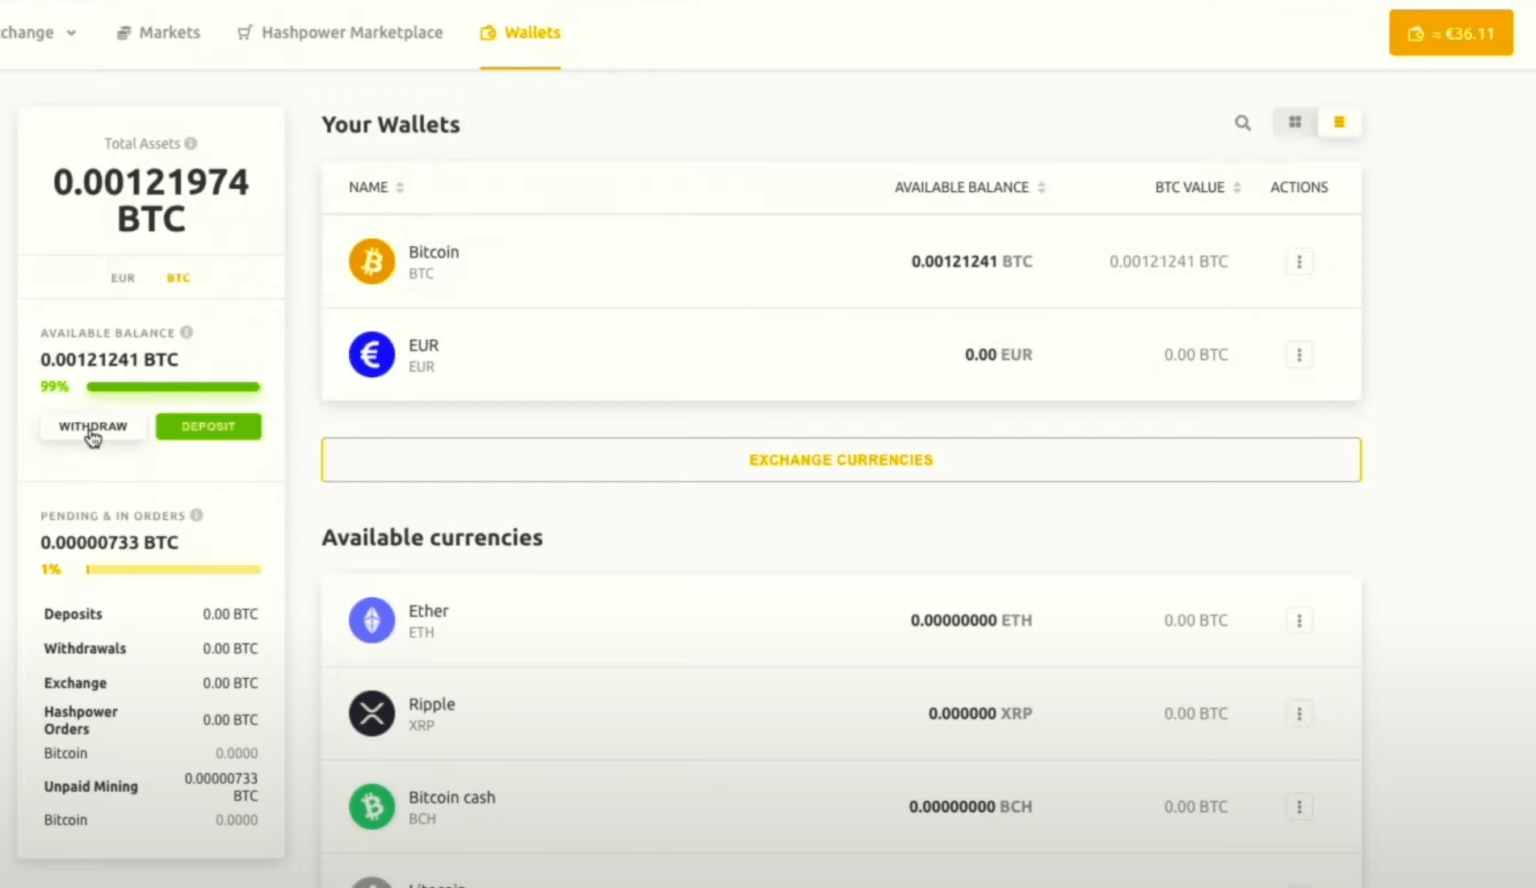 change
Markets
Hashpower Marketplace
Wallets
≈ €36.11
Total Assets
0.00121974
BTC
EUR BTC
AVAILABLE BALANCE
0.00121241 BTC
99%
WITHDRAW DEPOSIT
PENDING & IN ORDERS
0.00000733 BTC
1%
Deposits 0.00 BTC
Withdrawals 0.00 BTC
Exchange 0.00 BTC
Hashpower
Orders 0.00 BTC
Bitcoin 0.0000
Unpaid Mining 0.00000733
BTC
Bitcoin 0.0000
Your Wallets
NAME AVAILABLE BALANCE BTC VALUE ACTIONS
Bitcoin
BTC
0.00121241 BTC 0.00121241 BTC
EUR
EUR
0.00 EUR 0.00 BTC
EXCHANGE CURRENCIES
Available currencies
Ether
ETH
0.00000000 ETH 0.00 BTC
Ripple
XRP
0.000000 XRP 0.00 BTC
Bitcoin cash
BCH
0.00000000 BCH 0.00 BTC